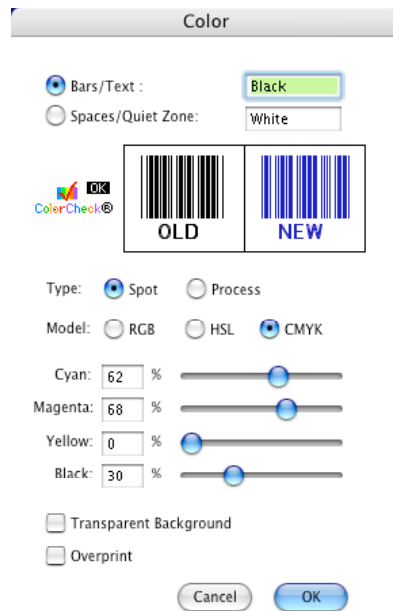 Color
Bars/Text : Black
Spaces/Quiet Zone: White
OK
ColorCheck®
OLD NEW
Type: Spot Process
Model: RGB HSL CMYK
Cyan: 62 %
Magenta: 68 %
Yellow: 0 %
Black: 30 %
Transparent Background
Overprint
Cancel OK